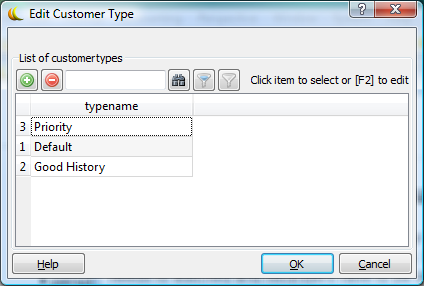 Edit Customer Type
List of customertypes
Click item to select or [F2] to edit
typename
3 Priority
1 Default
2 Good History
Help OK Cancel